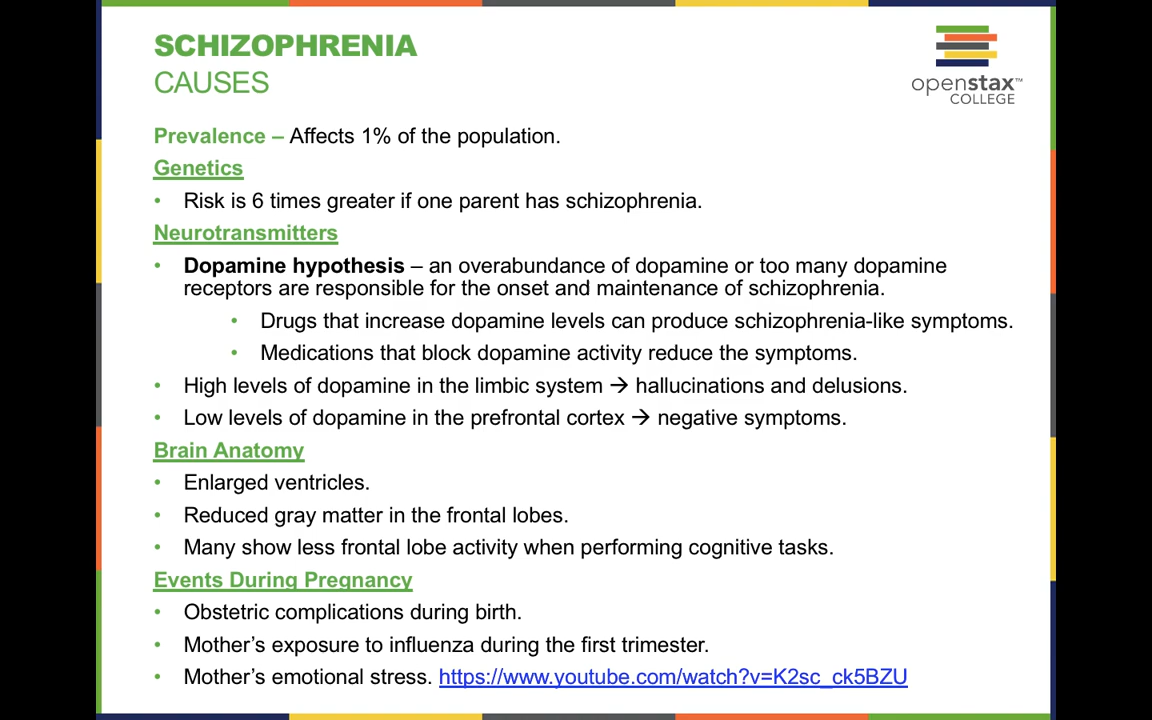 SCHIZOPHRENIA
CAUSES
openstax™
COLLEGE
Prevalence – Affects 1% of the population.
Genetics
• Risk is 6 times greater if one parent has schizophrenia.
Neurotransmitters
• Dopamine hypothesis – an overabundance of dopamine or too many dopamine
receptors are responsible for the onset and maintenance of schizophrenia.
• Drugs that increase dopamine levels can produce schizophrenia-like symptoms.
• Medications that block dopamine activity reduce the symptoms.
• High levels of dopamine in the limbic system → hallucinations and delusions.
• Low levels of dopamine in the prefrontal cortex → negative symptoms.
Brain Anatomy
• Enlarged ventricles.
• Reduced gray matter in the frontal lobes.
• Many show less frontal lobe activity when performing cognitive tasks.
Events During Pregnancy
• Obstetric complications during birth.
• Mother’s exposure to influenza during the first trimester.
• Mother’s emotional stress. https://www.youtube.com/watch?v=K2sc_ck5BZU